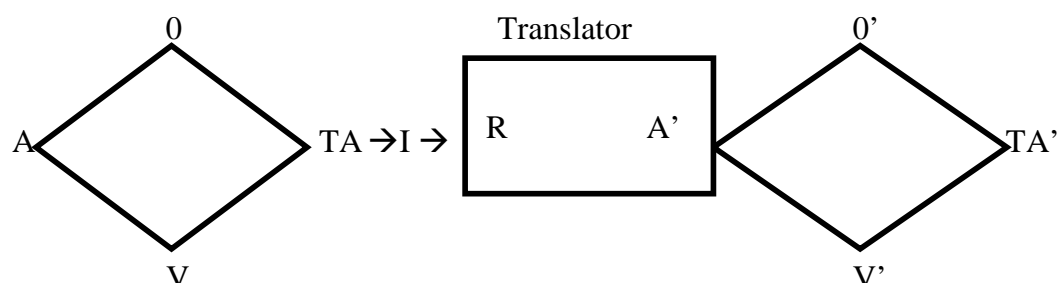 0 Translator 0’
A TA →I → R A’ TA’
V V’